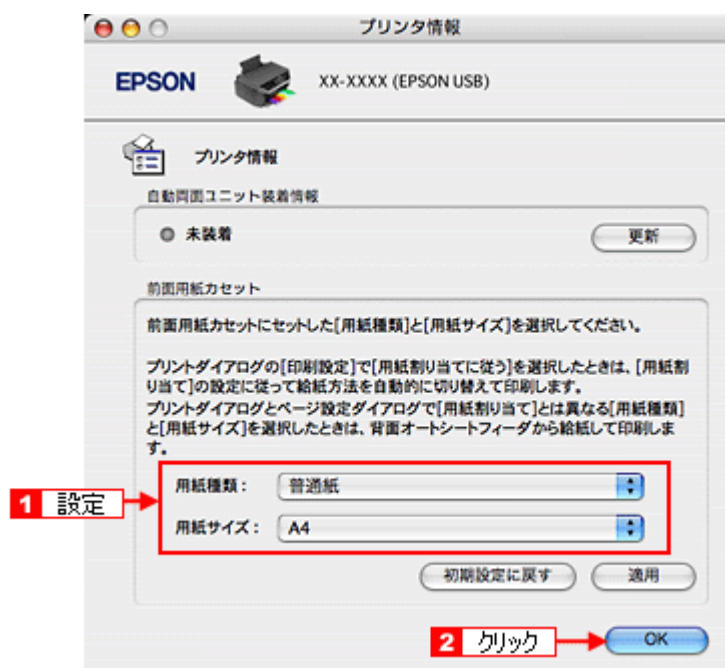 プリンタ情報
EPSON
XX-XXXX (EPSON USB)
プリンタ情報
自動両面ユニット装着情報
未装着
更新
前面用紙カセット
前面用紙カセットにセットした[用紙種類]と[用紙サイズ]を選択してください。
プリントダイアログの[印刷設定]で[用紙割り当てに従う]を選択したときは、[用紙割
り当て]の設定に従って給紙方法を自動的に切り替えて印刷します。
プリントダイアログとページ設定ダイアログで[用紙割り当て]とは異なる[用紙種類]
と[用紙サイズ]を選択したときは、背面オートシートフィーダから給紙して印刷しま
す。
1 設定
用紙種類： 普通紙
用紙サイズ： A4
初期設定に戻す 適用
2 クリック OK